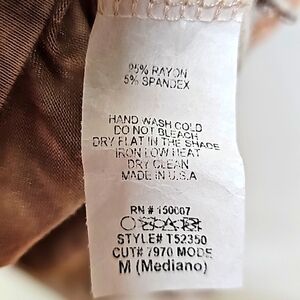 95% RAYON
5% SPANDEX
HAND WASH COLD
DO NOT BLEACH
DRY FLAT IN THE SHADE
IRON LOW HEAT
DRY CLEAN
MADE IN U.S.A
RN # 150007
STYLE# T52350
CUT# 7970 MODE
M (Mediano)